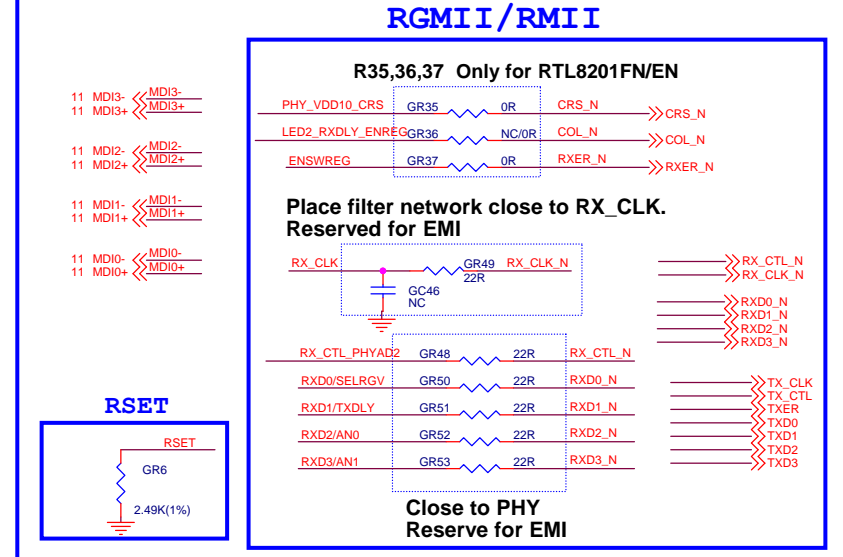 RGMII/RMII
R35,36,37 Only for RTL8201FN/EN
PHY_VDD10_CRS GR35 0R CRS_N CRS_N
LED2_RXDLY_ENREG GR36 NC/0R COL_N COL_N
ENSWREG GR37 0R RXER_N RXER_N
11 MDI3- MDI3-
11 MDI3+ MDI3+
11 MDI2- MDI2-
11 MDI2+ MDI2+
11 MDI1- MDI1-
11 MDI1+ MDI1+
11 MDI0- MDI0-
11 MDI0+ MDI0+
Place filter network close to RX_CLK.
Reserved for EMI
RX_CLK GR49 RX_CLK_N
22R
GC46
NC
RX_CTL_N
RX_CLK_N
RXD0_N
RXD1_N
RXD2_N
RXD3_N
RX_CTL_PHYAD2 GR48 22R RX_CTL_N
RXD0/SELRGV GR50 22R RXD0_N
RXD1/TXDLY GR51 22R RXD1_N
RXD2/AN0 GR52 22R RXD2_N
RXD3/AN1 GR53 22R RXD3_N
TX_CLK
TX_CTL
TXER
TXD0
TXD1
TXD2
TXD3
Close to PHY
Reserve for EMI
RSET
RSET
GR6
2.49K(1%)